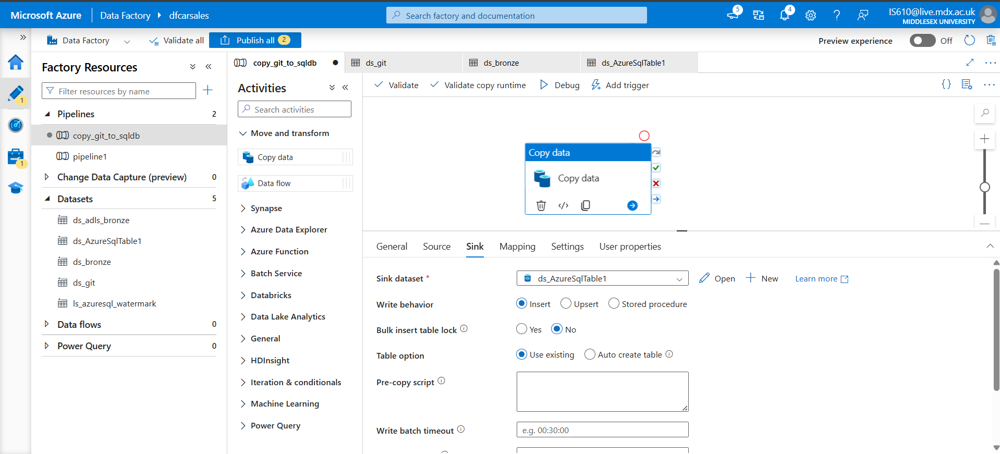 Microsoft Azure
Data Factory
dfcarsales
Search factory and documentation
5
4
IS610@live.mdx.ac.uk
MIDDLESEX UNIVERSITY
Data Factory
Validate all
Publish all 2
Preview experience
Off
1
1
Factory Resources
Filter resources by name
Pipelines 2
copy_git_to_sqldb
pipeline1
Change Data Capture (preview) 0
Datasets 5
ds_adls_bronze
ds_AzureSqlTable1
ds_bronze
ds_git
ls_azuresql_watermark
Data flows 0
Power Query 0
copy_git_to_sqldb
ds_git
ds_bronze
ds_AzureSqlTable1
Activities
Search activities
Move and transform
Copy data
Data flow
Synapse
Azure Data Explorer
Azure Function
Batch Service
Databricks
Data Lake Analytics
General
HDInsight
Iteration & conditionals
Machine Learning
Power Query
Validate
Validate copy runtime
Debug
Add trigger
Copy data
Copy data
General
Source
Sink
Mapping
Settings
User properties
Sink dataset * ds_AzureSqlTable1 Open New Learn more
Write behavior Insert Upsert Stored procedure
Bulk insert table lock Yes No
Table option Use existing Auto create table
Pre-copy script
Write batch timeout e.g. 00:30:00